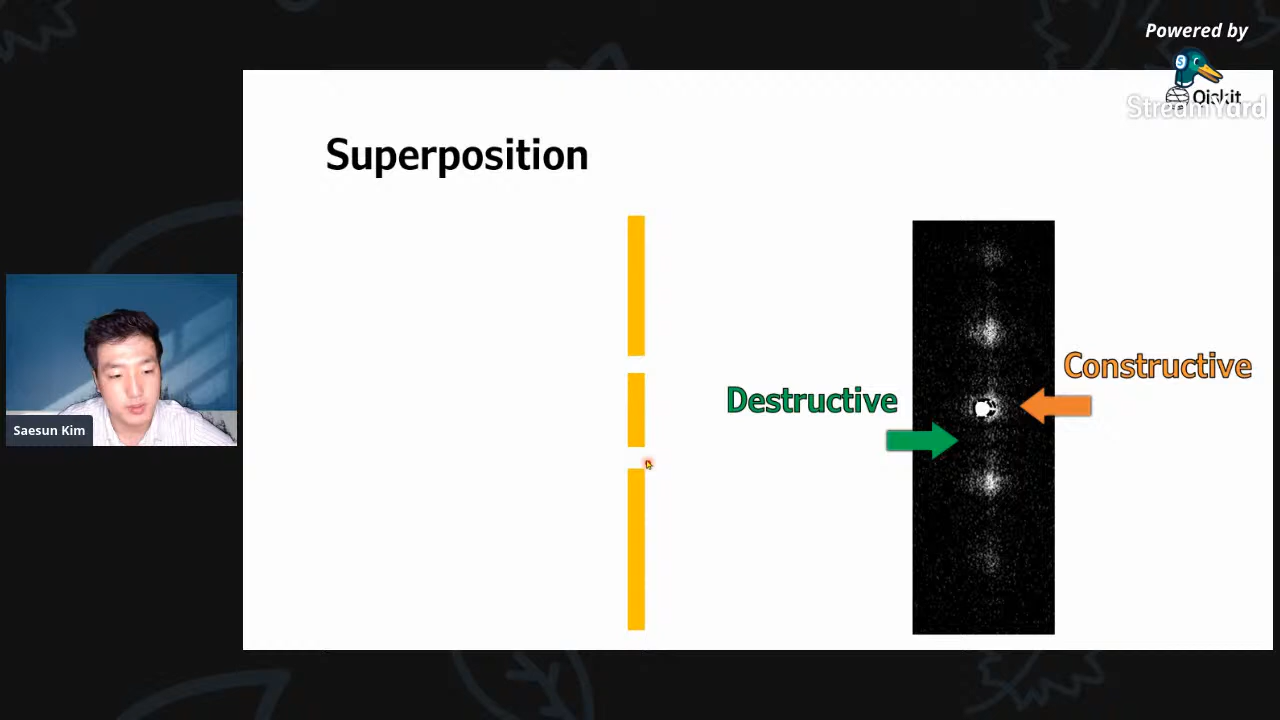 Powered by
Qiskit
StreamYard
Superposition
Constructive
Destructive
Saesun Kim